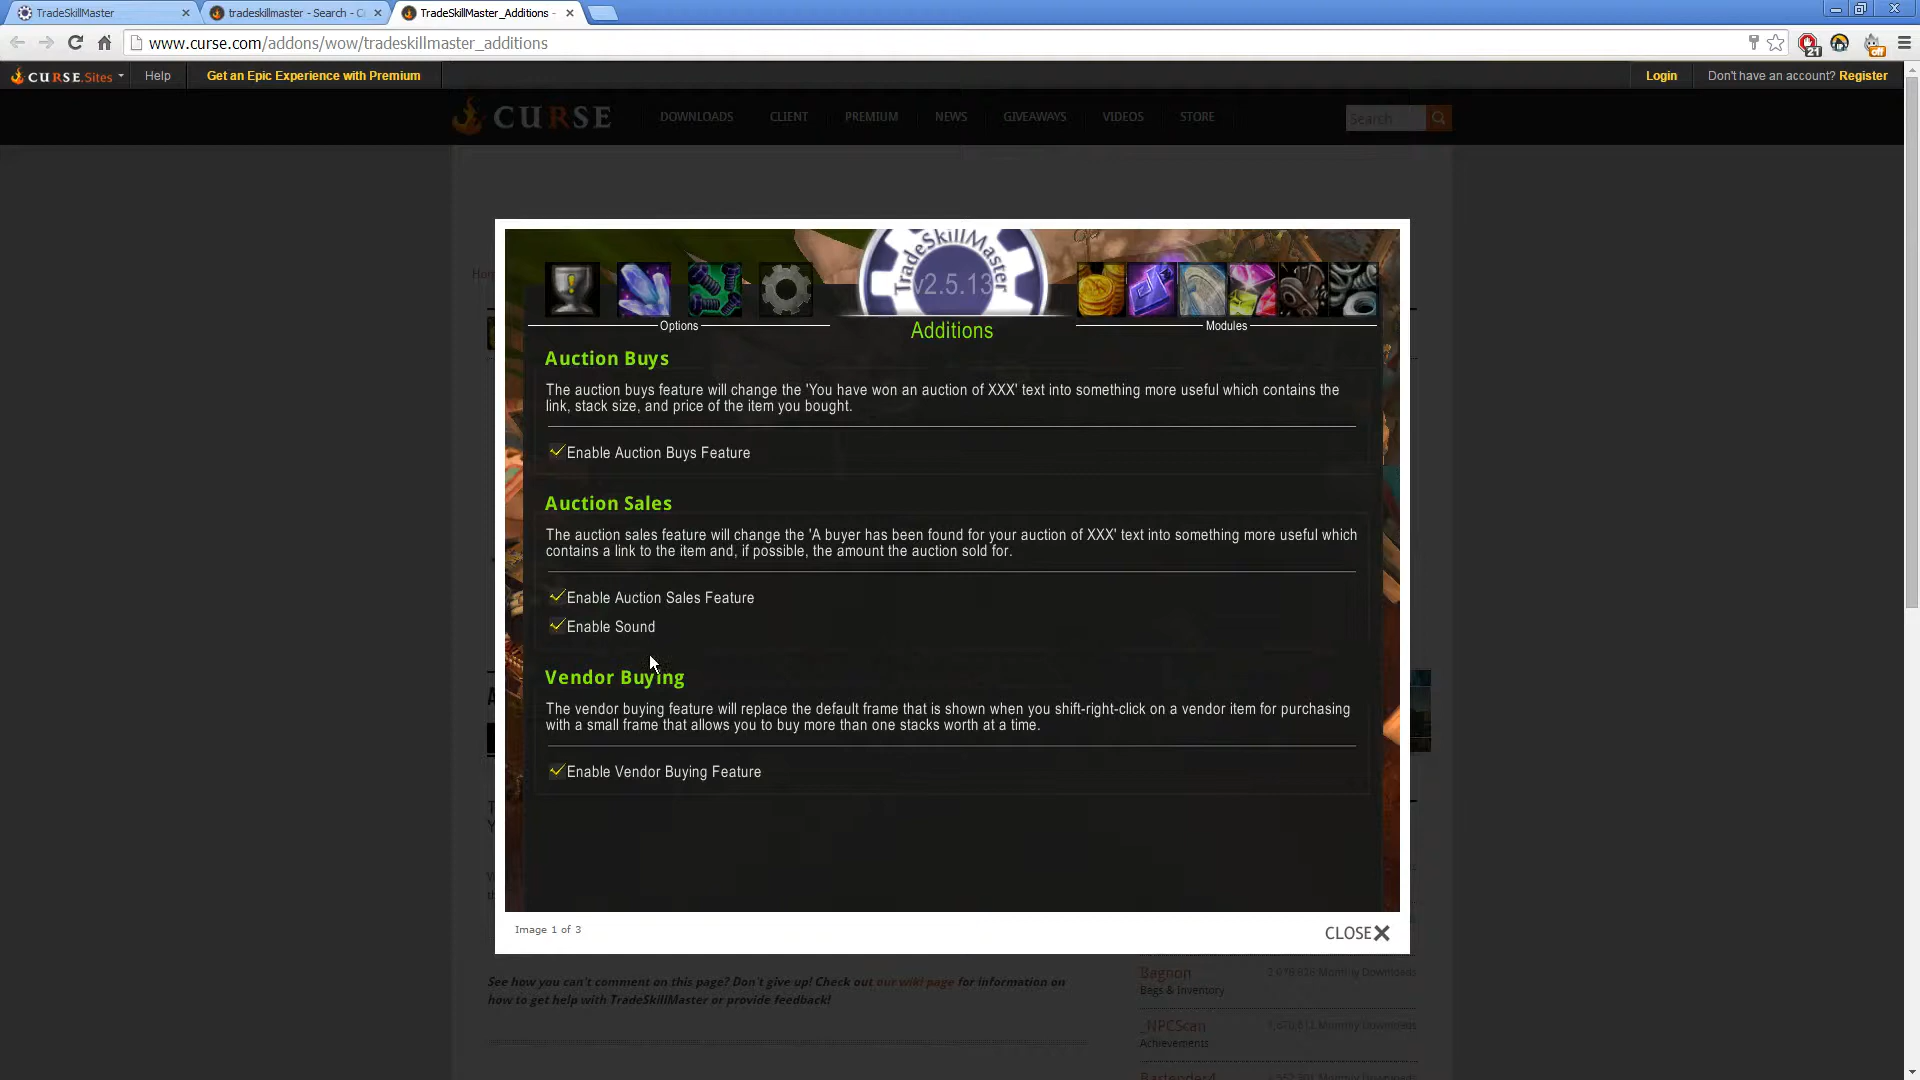 TradeSkillMaster
tradeskillmaster - Search - C
TradeSkillMaster_Additions -
www.curse.com/addons/wow/tradeskillmaster_additions
21
off
CURSE Sites
Help
Get an Epic Experience with Premium
Login
Don't have an account? Register
CURSE
DOWNLOADS
CLIENT
PREMIUM
NEWS
GIVEAWAYS
VIDEOS
STORE
Search
TradeSkillMaster
v2.5.13
Options
Modules
Additions
Auction Buys
The auction buys feature will change the 'You have won an auction of XXX' text into something more useful which contains the
link, stack size, and price of the item you bought.
Enable Auction Buys Feature
Auction Sales
The auction sales feature will change the 'A buyer has been found for your auction of XXX' text into something more useful which
contains a link to the item and, if possible, the amount the auction sold for.
Enable Auction Sales Feature
Enable Sound
Vendor Buying
The vendor buying feature will replace the default frame that is shown when you shift-right-click on a vendor item for purchasing
with a small frame that allows you to buy more than one stacks worth at a time.
Enable Vendor Buying Feature
Image 1 of 3
CLOSE
See how you can't comment on this page? Don't give up! Check out our wiki page for information on
how to get help with TradeSkillMaster or provide feedback!
Bagnon
Monthly Downloads
Bags & Inventory
_NPCScan
Monthly Downloads
Achievements
Bartender4
Monthly Downloads